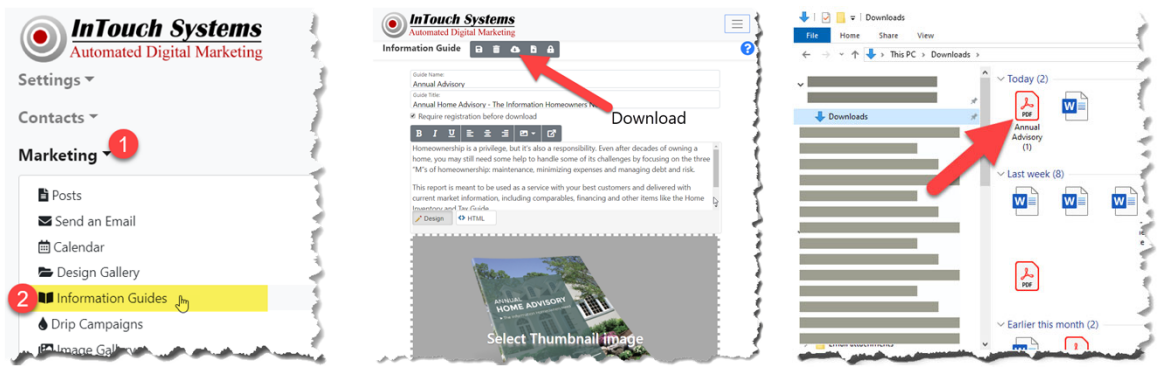 InTouch Systems
Automated Digital Marketing
Settings
Contacts
Marketing
1
Posts
Send an Email
Calendar
Design Gallery
2
Information Guides
Drip Campaigns
Image Gallery
InTouch Systems
Automated Digital Marketing
Information Guide
?
Guide Name:
Annual Advisory
Guide Title:
Annual Home Advisory - The Information Homeowners
Require registration before download
Download
B I U
Homeownership is a privilege, but it's also a responsibility. Even after decades of owning a
home, you may still need some help to handle some of its challenges by focusing on the three
"M"s of homeownership: maintenance, minimizing expenses and managing debt and risk.
This report is meant to be used as a service with your best customers and delivered with
current market information, including comparables, financing and other items like the Home
Inventory and Tax Guide.
Design
HTML
ANNUAL
HOME ADVISORY
Select Thumbnail image
Downloads
File Home Share View
This PC > Downloads >
Downloads
Today (2)
PDF
W
Annual
Advisory
(1)
Last week (8)
W
W
W
PDF
Earlier this month (2)
Email attachments